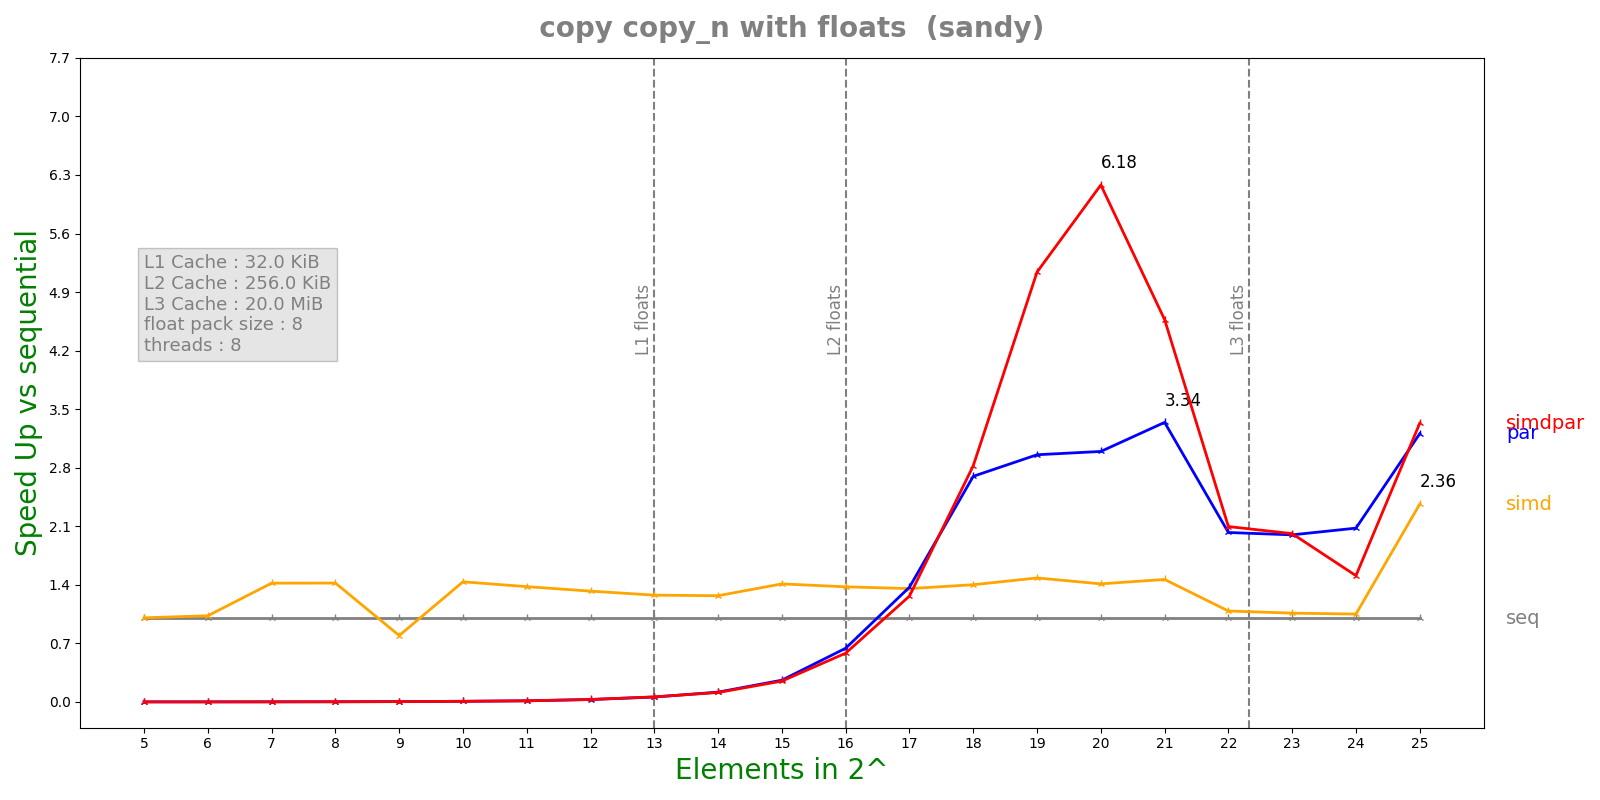 copy copy_n with floats  (sandy)
Speed Up vs sequential
7.7
7.0
6.3
5.6
4.9
4.2
3.5
2.8
2.1
1.4
0.7
0.0
L1 Cache : 32.0 KiB
L2 Cache : 256.0 KiB
L3 Cache : 20.0 MiB
float pack size : 8
threads : 8
L1 floats
L2 floats
L3 floats
6.18
3.34
2.36
simdpar
par
simd
seq
5 6 7 8 9 10 11 12 13 14 15 16 17 18 19 20 21 22 23 24 25
Elements in 2^